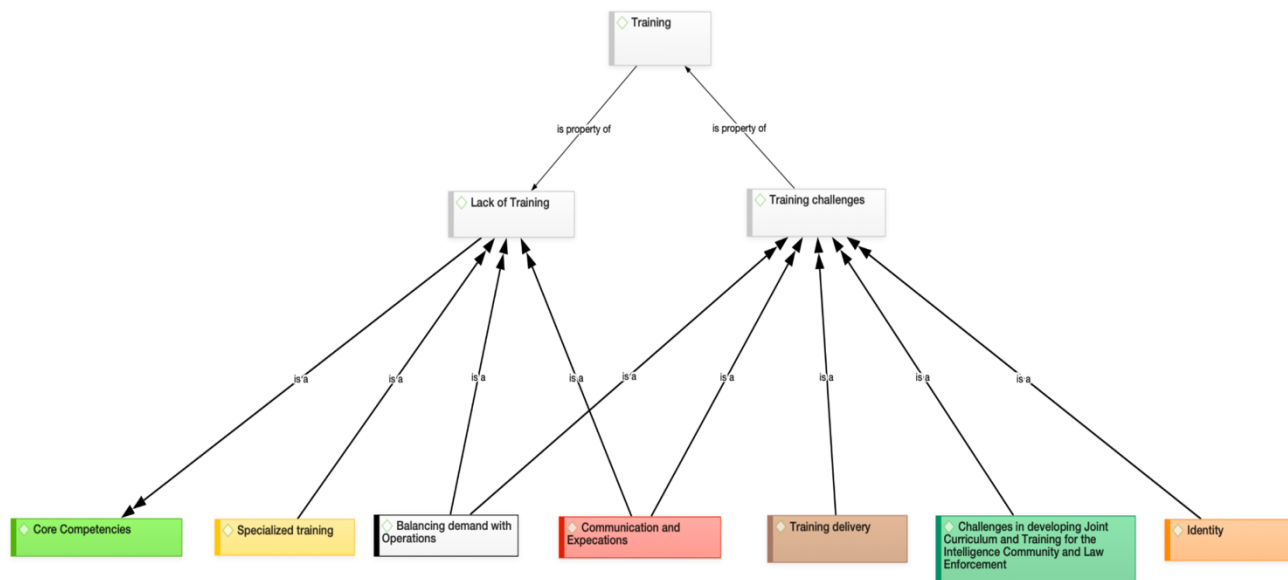 Training
is property of
is property of
Lack of Training
Training challenges
is a
is a
is a
is a
is a
is a
is a
is a
is a
Core Competencies
Specialized training
Balancing demand with
Operations
Communication and
Expecations
Training delivery
Challenges in developing Joint
Curriculum and Training for the
Intelligence Community and Law
Enforcement
Identity